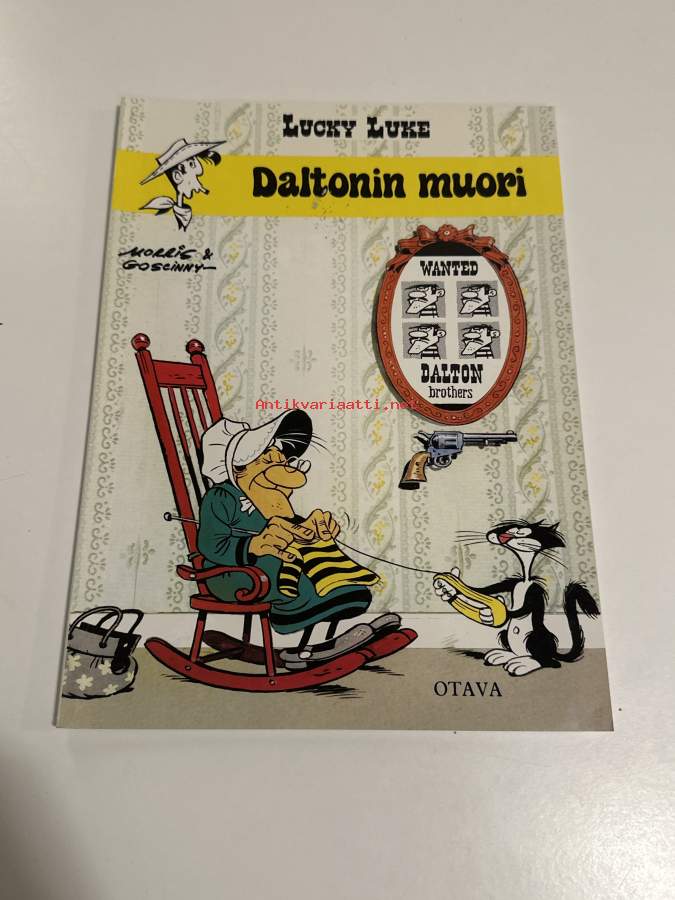 LUCKY LUKE
Daltonin muori
MORRIS &
GOSCINNY
WANTED
DALTON
brothers
Antikvariaatti.net
OTAVA